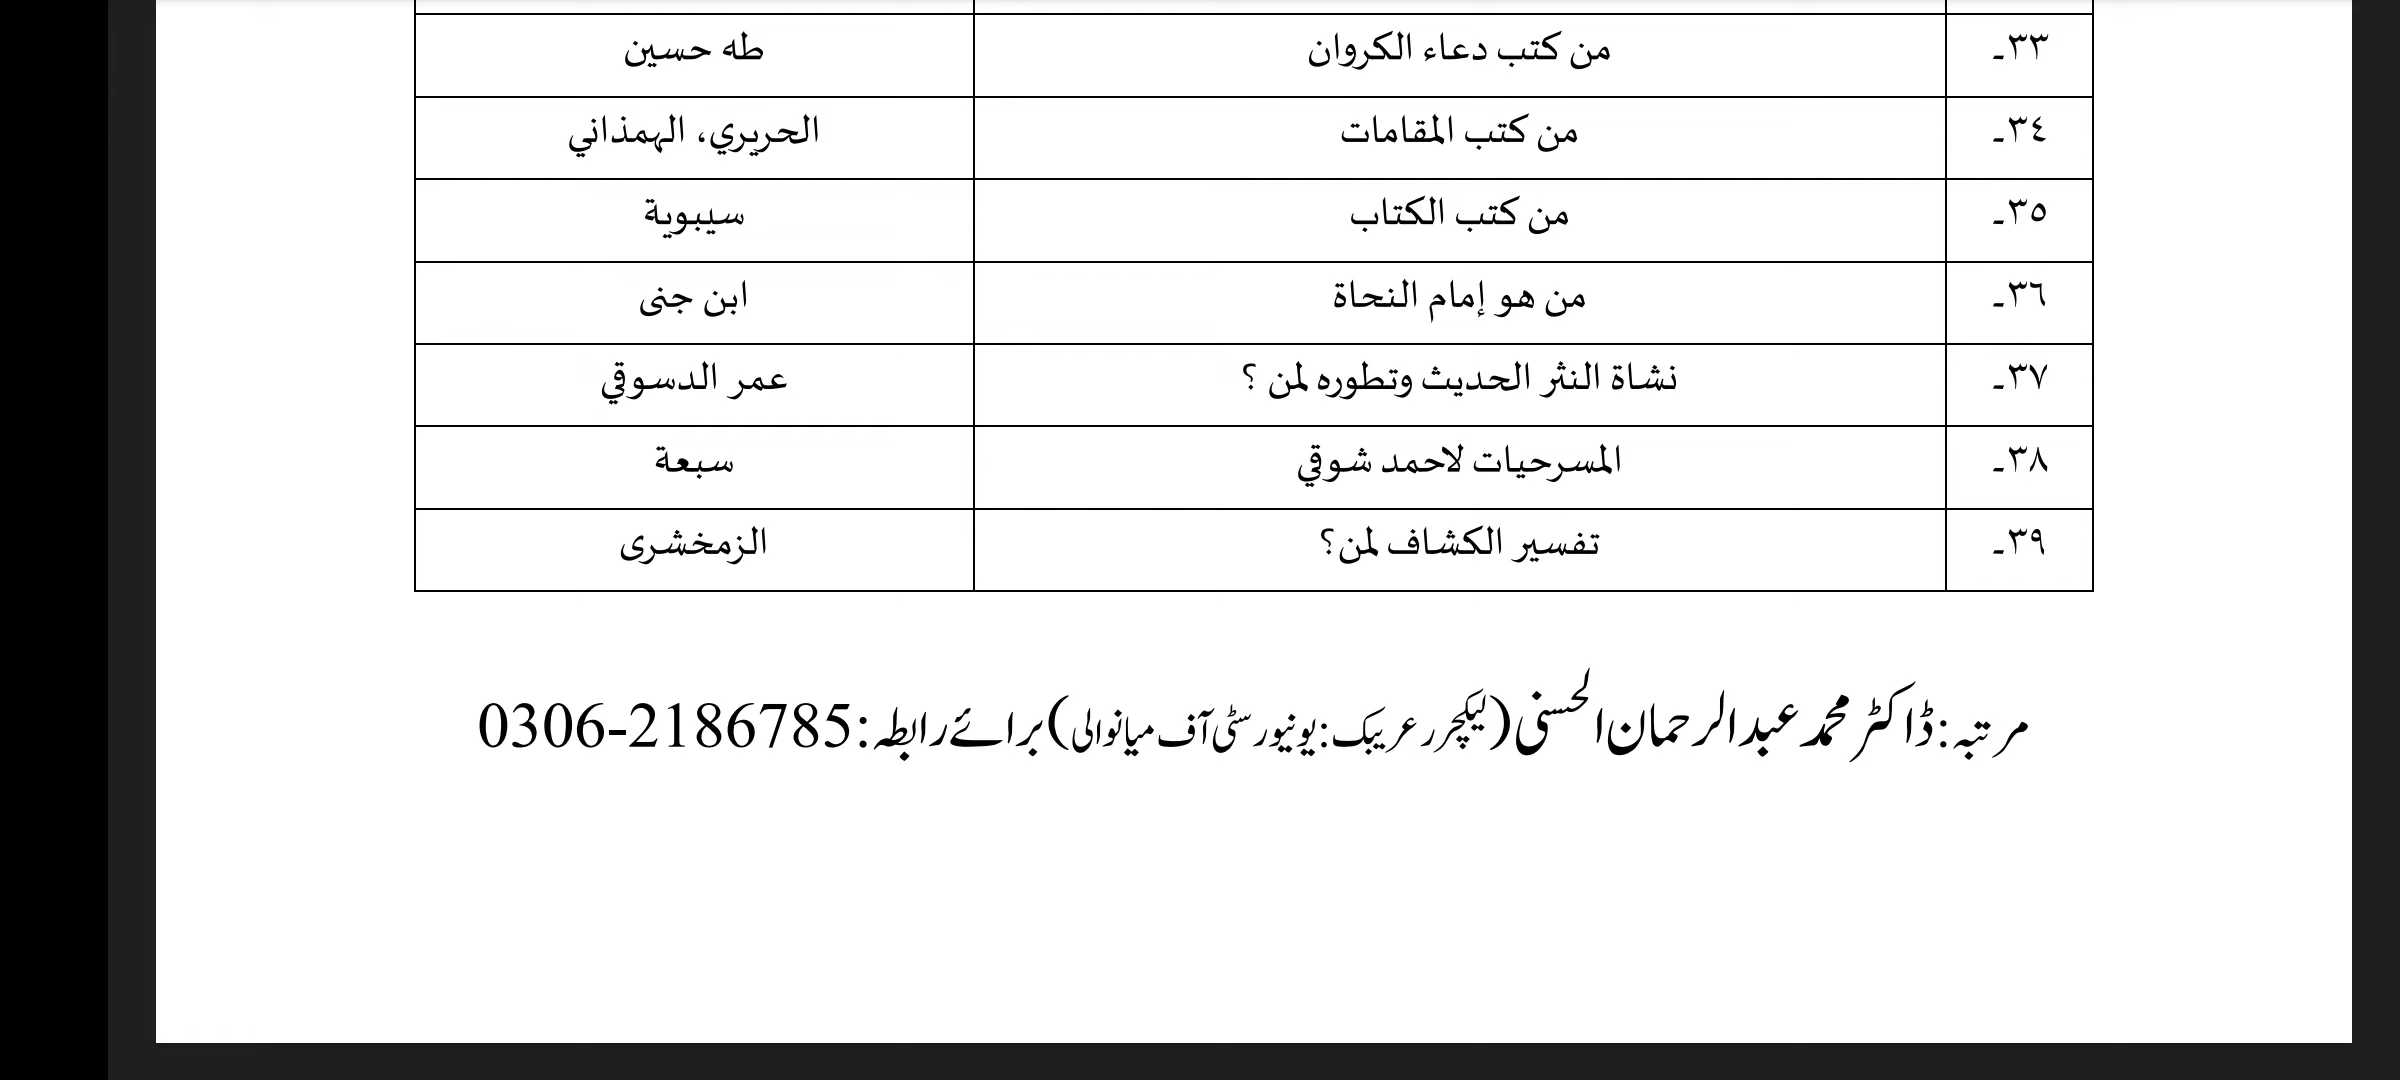 ٣٣۔ من كتب دعاء الكروان طه حسين
٣٤۔ من كتب المقامات الحريري، الهمذاني
٣٥۔ من كتب الكتاب سيبوية
٣٦۔ من هو إمام النحاة ابن جنى
٣٧۔ نشاة النثر الحديث وتطوره لمن ؟ عمر الدسوقي
٣٨۔ المسرحيات لاحمد شوقي سبعة
٣٩۔ تفسير الكشاف لمن؟ الزمخشرى
مرتبہ: ڈاکٹر محمد عبدالرحمان الحسنی (لیکچرر عریبک: یونیورسٹی آف میانوالی) برائے رابطہ: 0306-2186785